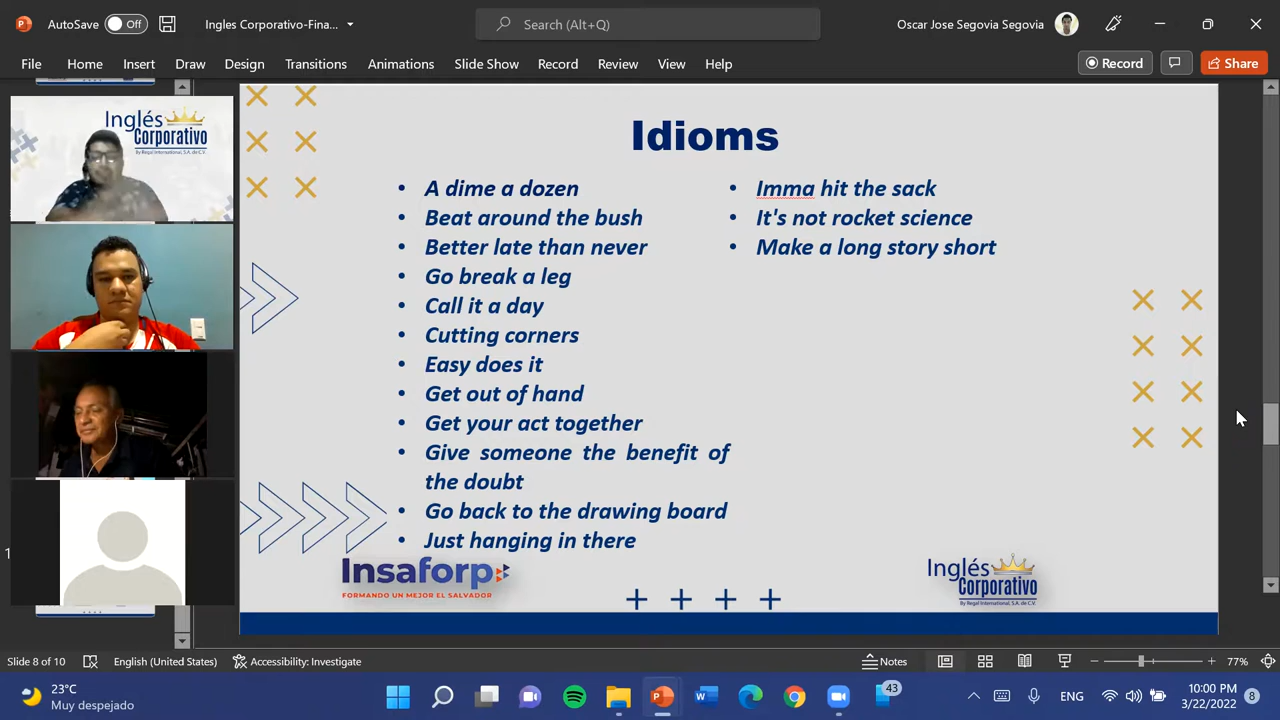 AutoSave Off Ingles Corporativo-Fina... Search (Alt+Q) Oscar Jose Segovia Segovia
File Home Insert Draw Design Transitions Animations Slide Show Record Review View Help Record Share
Inglés
Corporativo
By Regal International, S.A. de C.V.
Idioms
• A dime a dozen
• Beat around the bush
• Better late than never
• Go break a leg
• Call it a day
• Cutting corners
• Easy does it
• Get out of hand
• Get your act together
• Give someone the benefit of
the doubt
• Go back to the drawing board
• Just hanging in there
• Imma hit the sack
• It's not rocket science
• Make a long story short
Insaforp
FORMANDO UN MEJOR EL SALVADOR
Inglés
Corporativo
By Regal International, S.A. de C.V.
1
Slide 8 of 10 English (United States) Accessibility: Investigate Notes 77%
23°C
Muy despejado
43
ENG
10:00 PM
3/22/2022
8